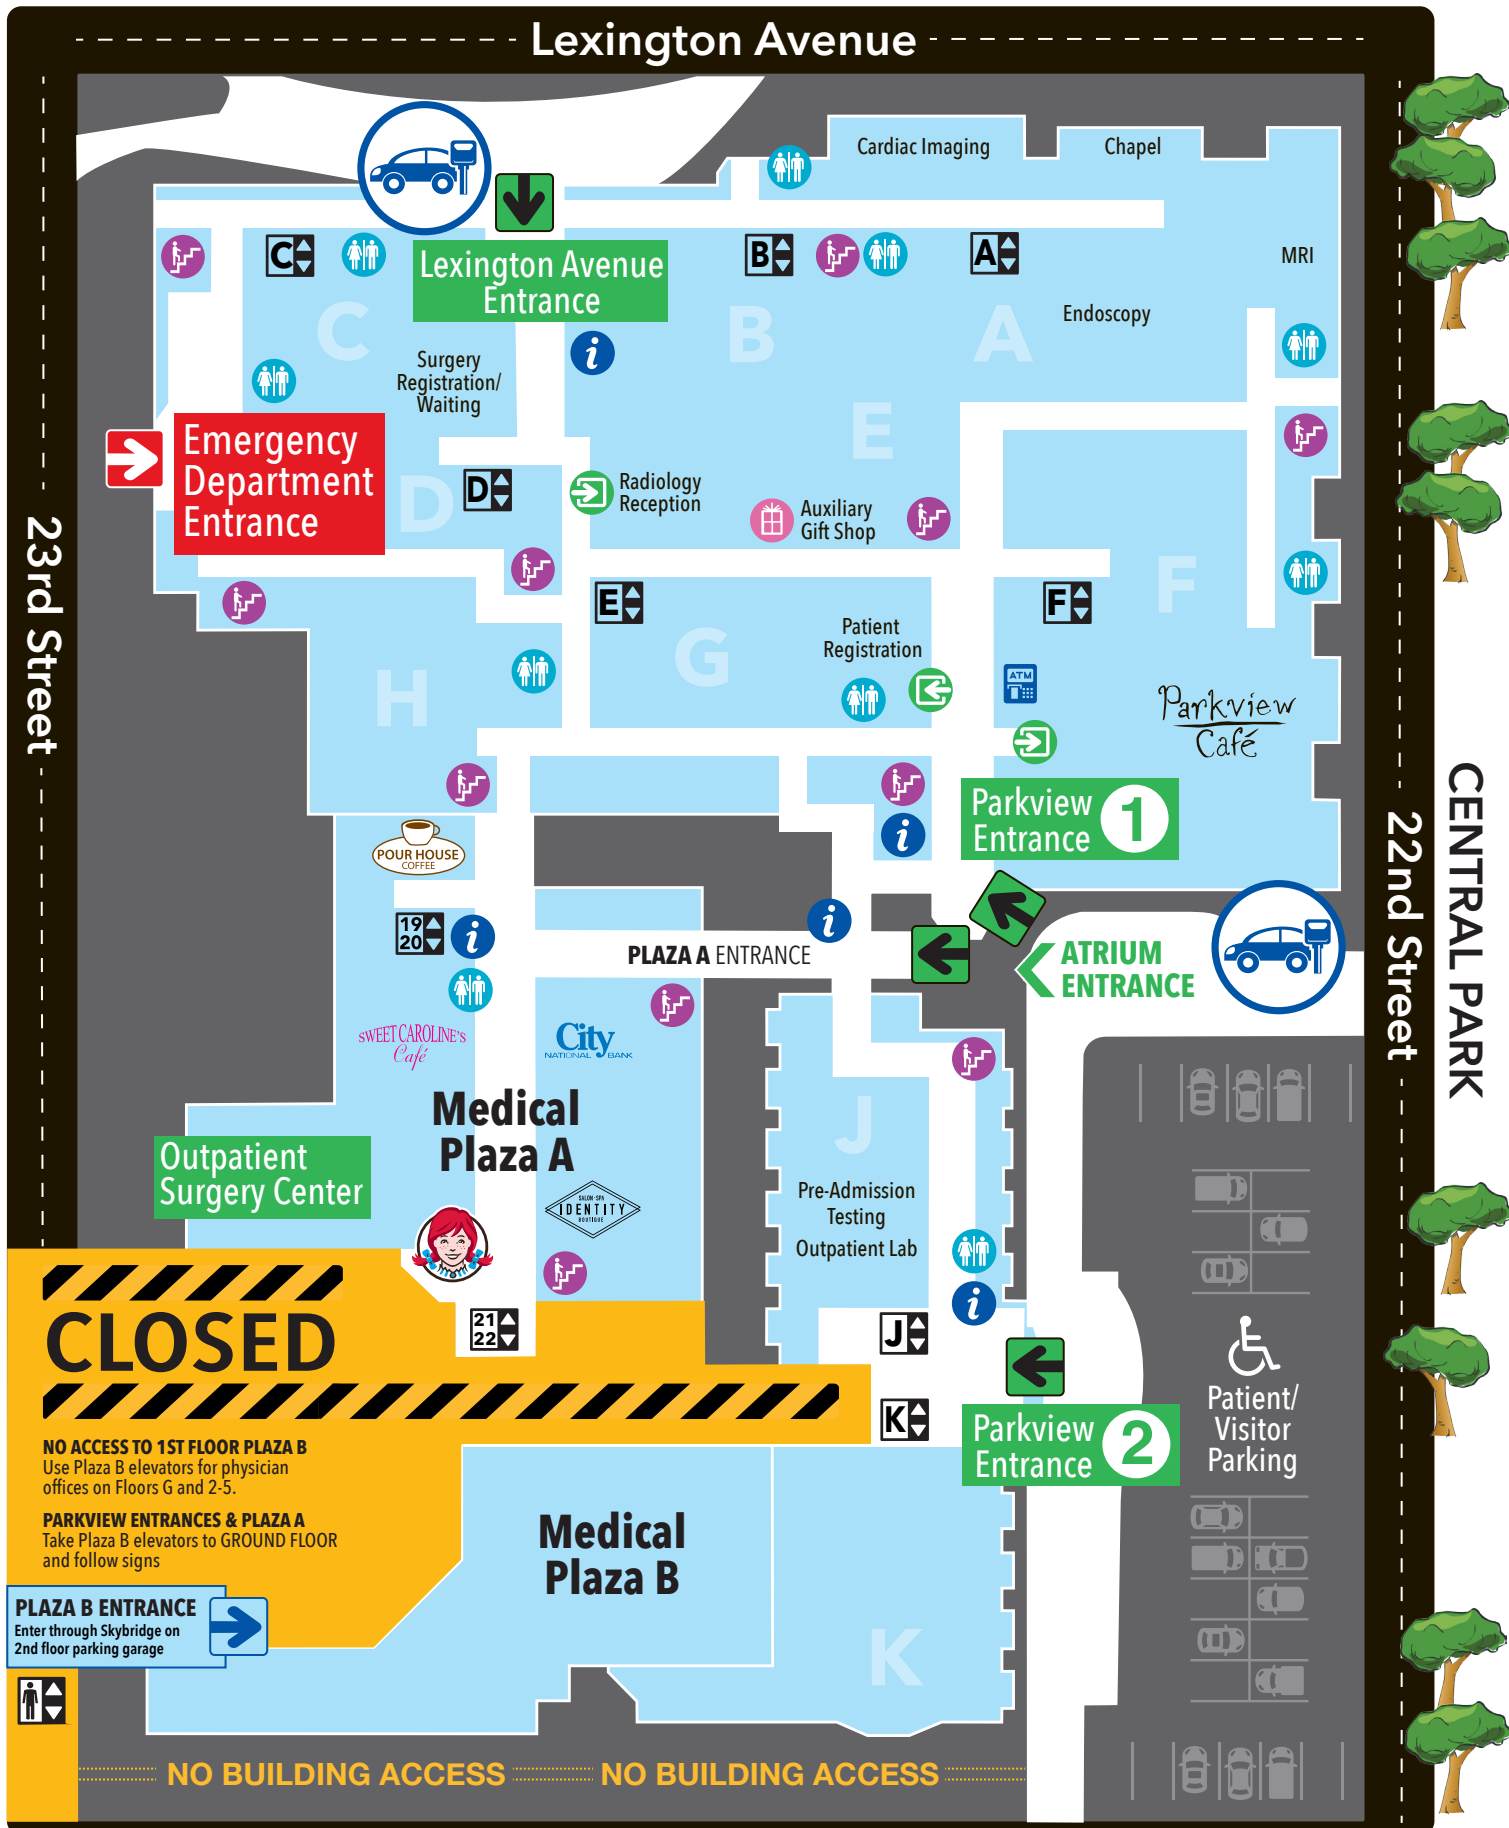 Lexington Avenue
Cardiac Imaging
Chapel
C
B
A
MRI
Lexington Avenue
Entrance
Endoscopy
C
B
A
Surgery
Registration/
Waiting
E
Emergency
Department
Entrance
D
D
Radiology
Reception
Auxiliary
Gift Shop
23rd Street
E
F
F
Patient
Registration
G
H
ATM
Parkview
Café
Parkview
Entrance
1
CENTRAL PARK
22nd Street
POUR HOUSE
COFFEE
19
20
PLAZA A ENTRANCE
ATRIUM
ENTRANCE
SWEET CAROLINE'S
Café
City
NATIONAL BANK
Medical
Plaza A
J
Outpatient
Surgery Center
SALON·SPA
IDENTITY
BOUTIQUE
Pre-Admission
Testing
Outpatient Lab
CLOSED
21
22
J
K
Parkview
Entrance
2
Patient/
Visitor
Parking
NO ACCESS TO 1ST FLOOR PLAZA B
Use Plaza B elevators for physician
offices on Floors G and 2-5.
PARKVIEW ENTRANCES & PLAZA A
Take Plaza B elevators to GROUND FLOOR
and follow signs
Medical
Plaza B
PLAZA B ENTRANCE
Enter through Skybridge on
2nd floor parking garage
K
NO BUILDING ACCESS
NO BUILDING ACCESS